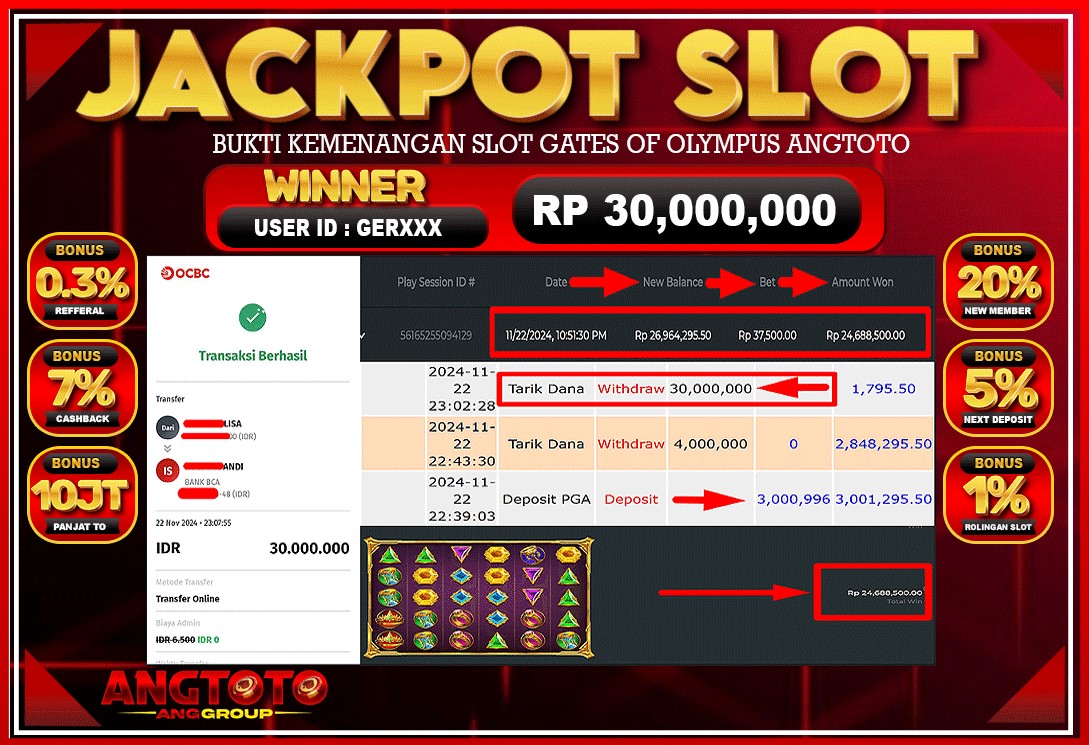 JACKPOT SLOT
BUKTI KEMENANGAN SLOT GATES OF OLYMPUS ANGTOTO
WINNER
USER ID : GERXXX
RP 30,000,000
BONUS
0.3%
REFFERAL
BONUS
7%
CASHBACK
BONUS
10JT
PANJAT TO
OCBC
Transaksi Berhasil
Transfer
Dari
LISA
00 (IDR)
IS
ANDI
BANK BCA
-48 (IDR)
22 Nov 2024 • 23:07:55
IDR 30.000.000
Metode Transfer
Transfer Online
Biaya Admin
IDR 6.500 IDR 0
Play Session ID # Date New Balance Bet Amount Won
56165255094129 11/22/2024, 10:51:30 PM Rp 26,964,295.50 Rp 37,500.00 Rp 24,688,500.00
2024-11-
22
23:02:28
Tarik Dana Withdraw 30,000,000 1,795.50
2024-11-
22
22:43:30
Tarik Dana Withdraw 4,000,000 0 2,848,295.50
2024-11-
22
22:39:03
Deposit PGA Deposit 3,000,996 3,001,295.50
Rp 24,688,500.00
Total Win
BONUS
20%
NEW MEMBER
BONUS
5%
NEXT DEPOSIT
BONUS
1%
ROLINGAN SLOT
ANGTOTO
ANGGROUP